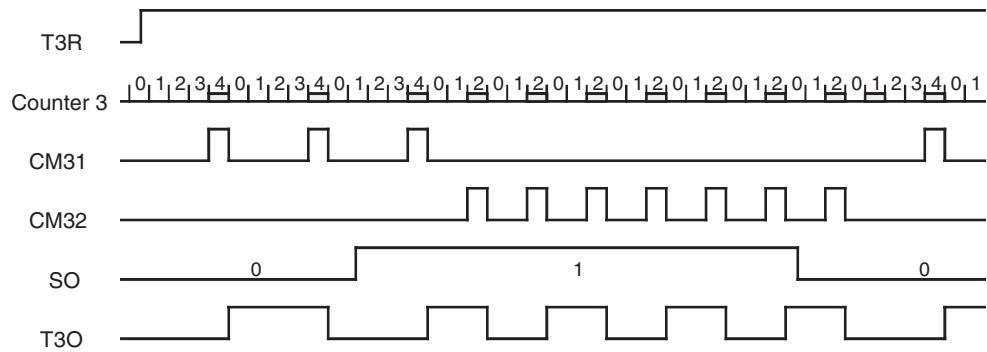 T3R
Counter 3 0 1 2 3 4 0 1 2 3 4 0 1 2 3 4 0 1 2 0 1 2 0 1 2 0 1 2 0 1 2 0 1 2 0 1 2 0 1 2 3 4 0 1
CM31
CM32
SO 0 1 0
T3O